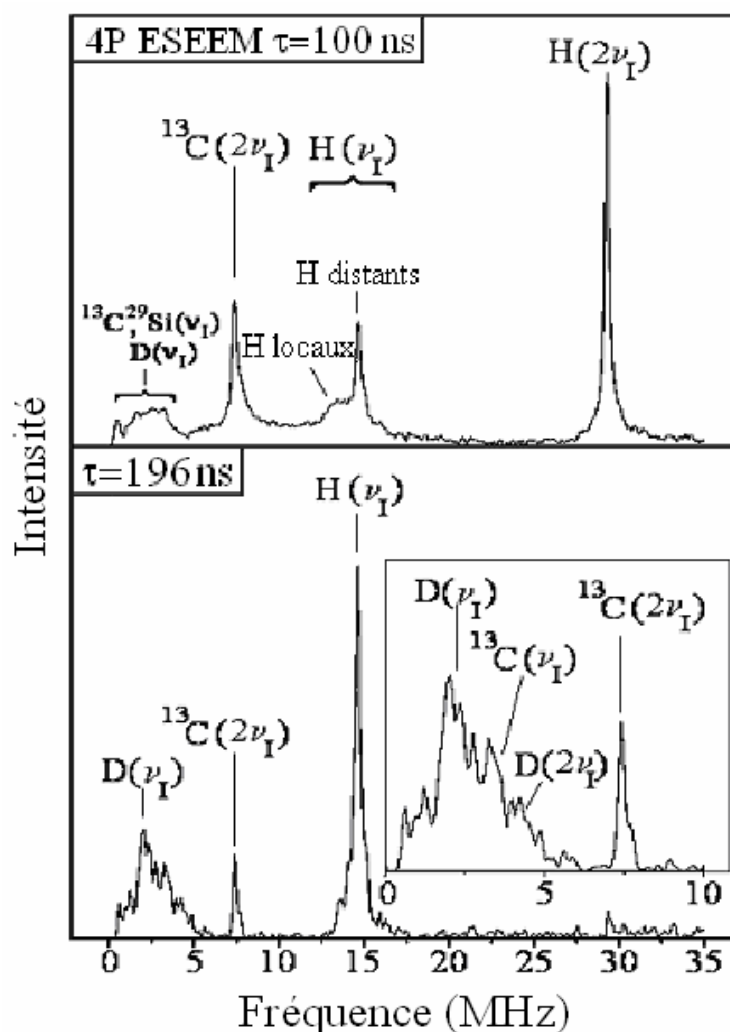 4P ESEEM τ=100 ns
H(2νI)
13C(2νI)
H(νI)
H distants
13C,29Si(νI)
D(νI)
H locaux
Intensité
τ=196 ns
H(νI)
D(νI)
13C(2νI)
13C(νI)
D(2νI)
0 5 10
13C(2νI)
D(νI)
0 5 10 15 20 25 30 35
Fréquence (MHz)